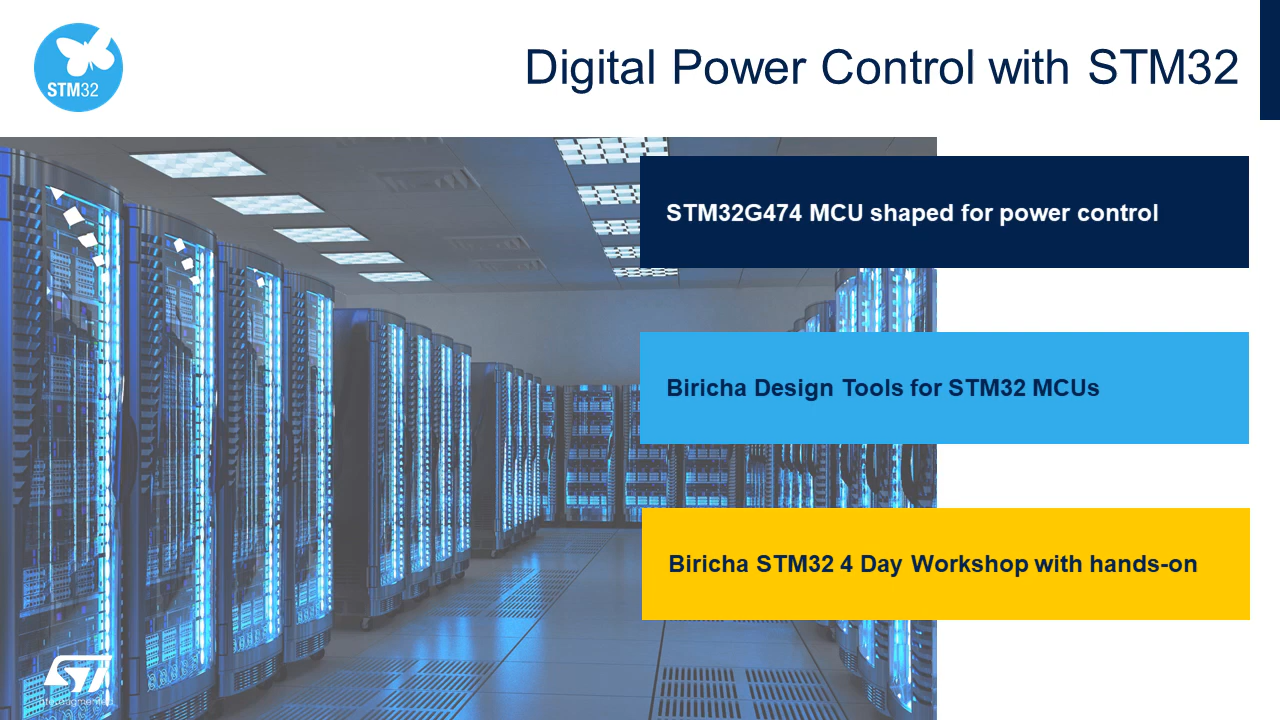 STM32
Digital Power Control with STM32
STM32G474 MCU shaped for power control
Biricha Design Tools for STM32 MCUs
Biricha STM32 4 Day Workshop with hands-on
ST